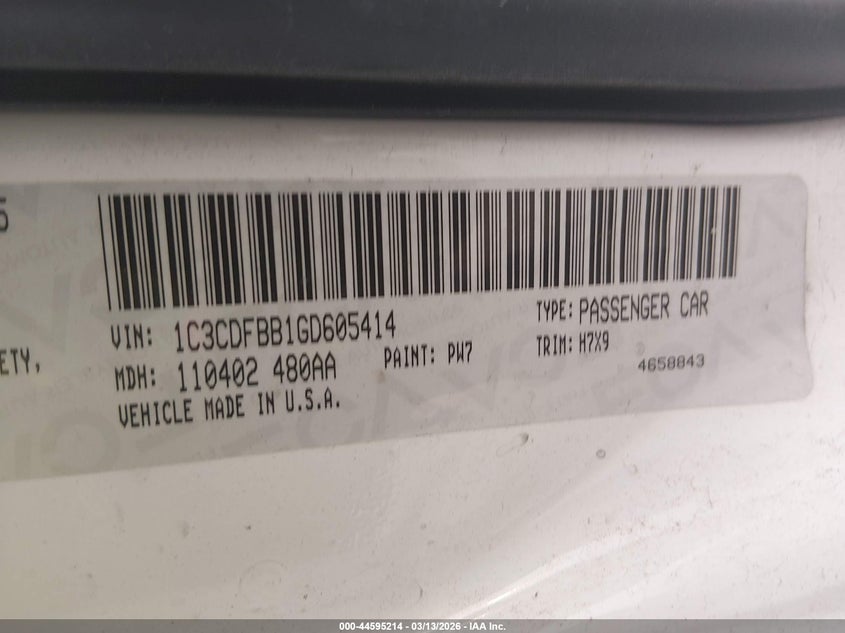 5
ETY,
VIN: 1C3CDFBB1GD605414
TYPE: PASSENGER CAR
MDH: 110402 480AA
PAINT: PW7
TRIM: H7X9
4658843
VEHICLE MADE IN U.S.A.
000-44595214 - 03/13/2026 - IAA Inc.